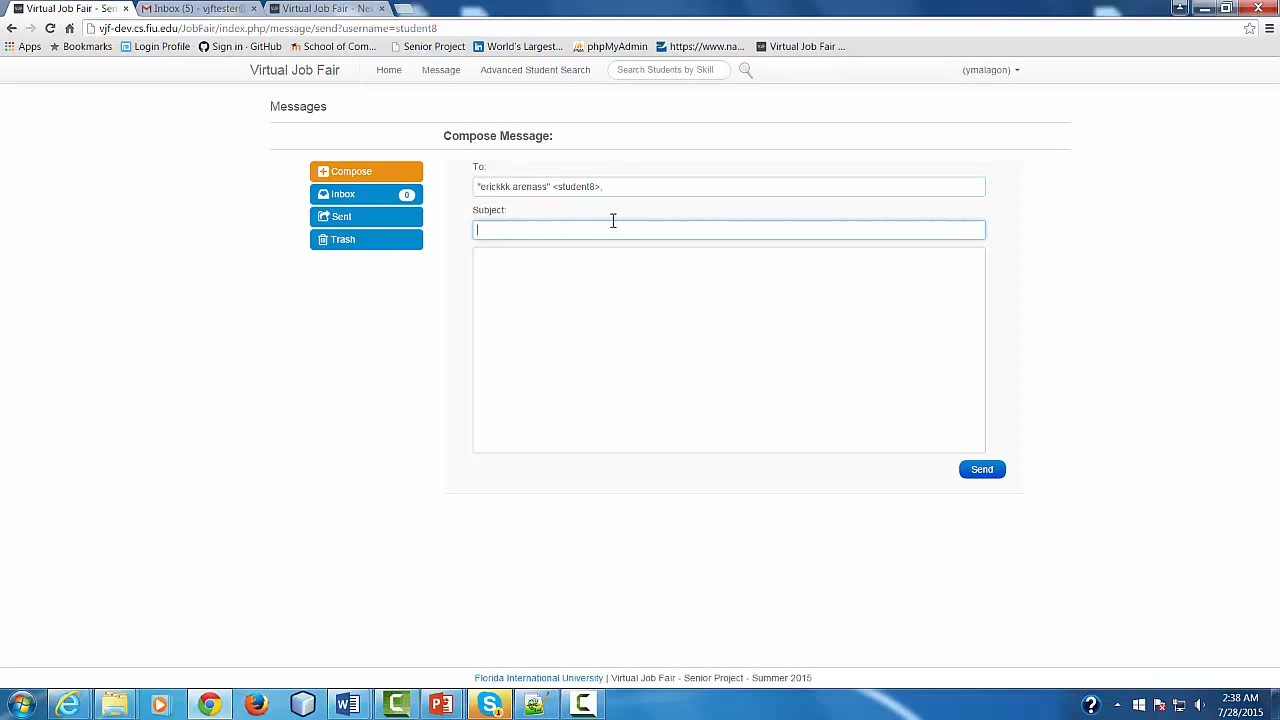 Virtual Job Fair - Sen
Inbox (5) - vjftester@
Virtual Job Fair - Nev
vjf-dev.cs.fiu.edu/JobFair/index.php/message/send?username=student8
Apps
Bookmarks
Login Profile
Sign in · GitHub
School of Com...
Senior Project
World's Largest...
phpMyAdmin
https://www.na...
Virtual Job Fair ...
Virtual Job Fair
Home
Message
Advanced Student Search
Search Students by Skill
(ymalagon)
Messages
Compose Message:
Compose
Inbox 0
Sent
Trash
To:
"erickkk arenass" <student8>,
Subject:
Send
Florida International University | Virtual Job Fair - Senior Project - Summer 2015
2:38 AM
7/28/2015